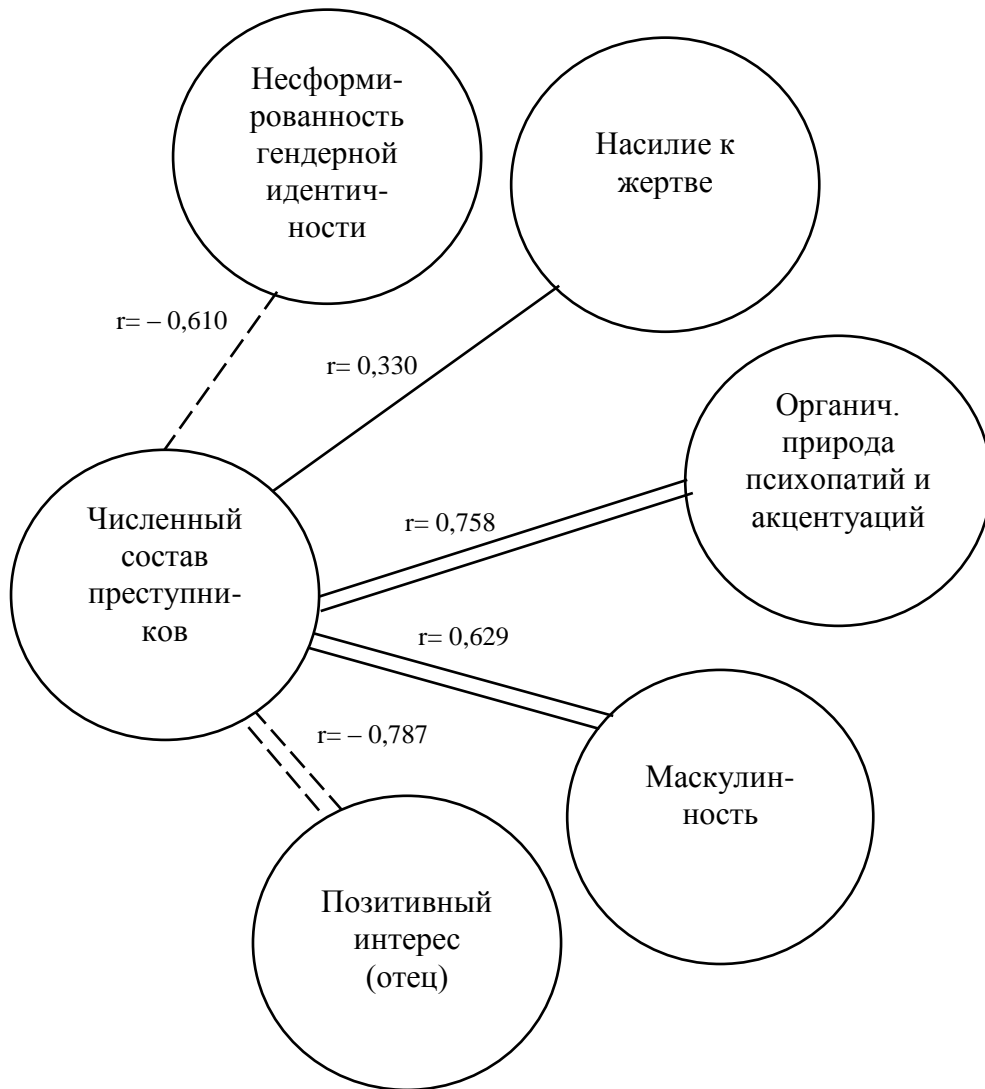 Несформи-
рованность
гендерной
идентич-
ности
Насилие к
жертве
r= – 0,610
r= 0,330
Органич.
природа
психопатий и
акцентуаций
Численный
состав
преступни-
ков
r= 0,758
r= 0,629
r= – 0,787
Маскулин-
ность
Позитивный
интерес
(отец)